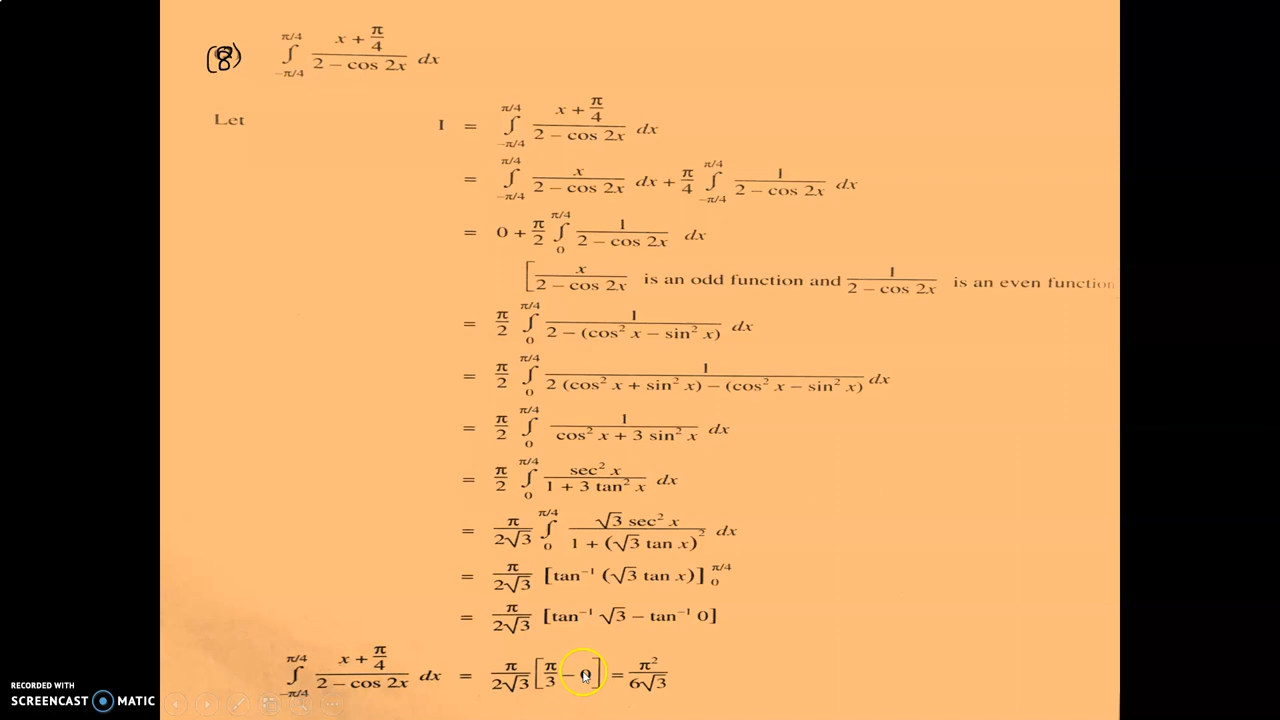 (8) ∫_{-π/4}^{π/4} (x + π/4)/(2 − cos 2x) dx
Let I = ∫_{-π/4}^{π/4} (x + π/4)/(2 − cos 2x) dx
= ∫_{-π/4}^{π/4} x/(2 − cos 2x) dx + π/4 ∫_{-π/4}^{π/4} 1/(2 − cos 2x) dx
= 0 + π/2 ∫_{0}^{π/4} 1/(2 − cos 2x) dx
[x/(2 − cos 2x) is an odd function and 1/(2 − cos 2x) is an even function
= π/2 ∫_{0}^{π/4} 1/(2 − (cos² x − sin² x)) dx
= π/2 ∫_{0}^{π/4} 1/(2 (cos² x + sin² x) − (cos² x − sin² x)) dx
= π/2 ∫_{0}^{π/4} 1/(cos² x + 3 sin² x) dx
= π/2 ∫_{0}^{π/4} sec² x/(1 + 3 tan² x) dx
= π/(2√3) ∫_{0}^{π/4} √3 sec² x/(1 + (√3 tan x)²) dx
= π/(2√3) [tan⁻¹ (√3 tan x)]_{0}^{π/4}
= π/(2√3) [tan⁻¹ √3 − tan⁻¹ 0]
∫_{-π/4}^{π/4} (x + π/4)/(2 − cos 2x) dx = π/(2√3) [π/3 − 0] = π²/(6√3)
RECORDED WITH
SCREENCAST MATIC